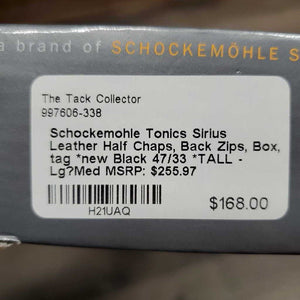 a brand of SCHOCKEMÖHLE S
The Tack Collector
997606-338
Schockemohle Tonics Sirius
Leather Half Chaps, Back Zips, Box,
tag *new Black 47/33 *TALL -
Lg?Med MSRP: $255.97
H21UAQ
$168.00